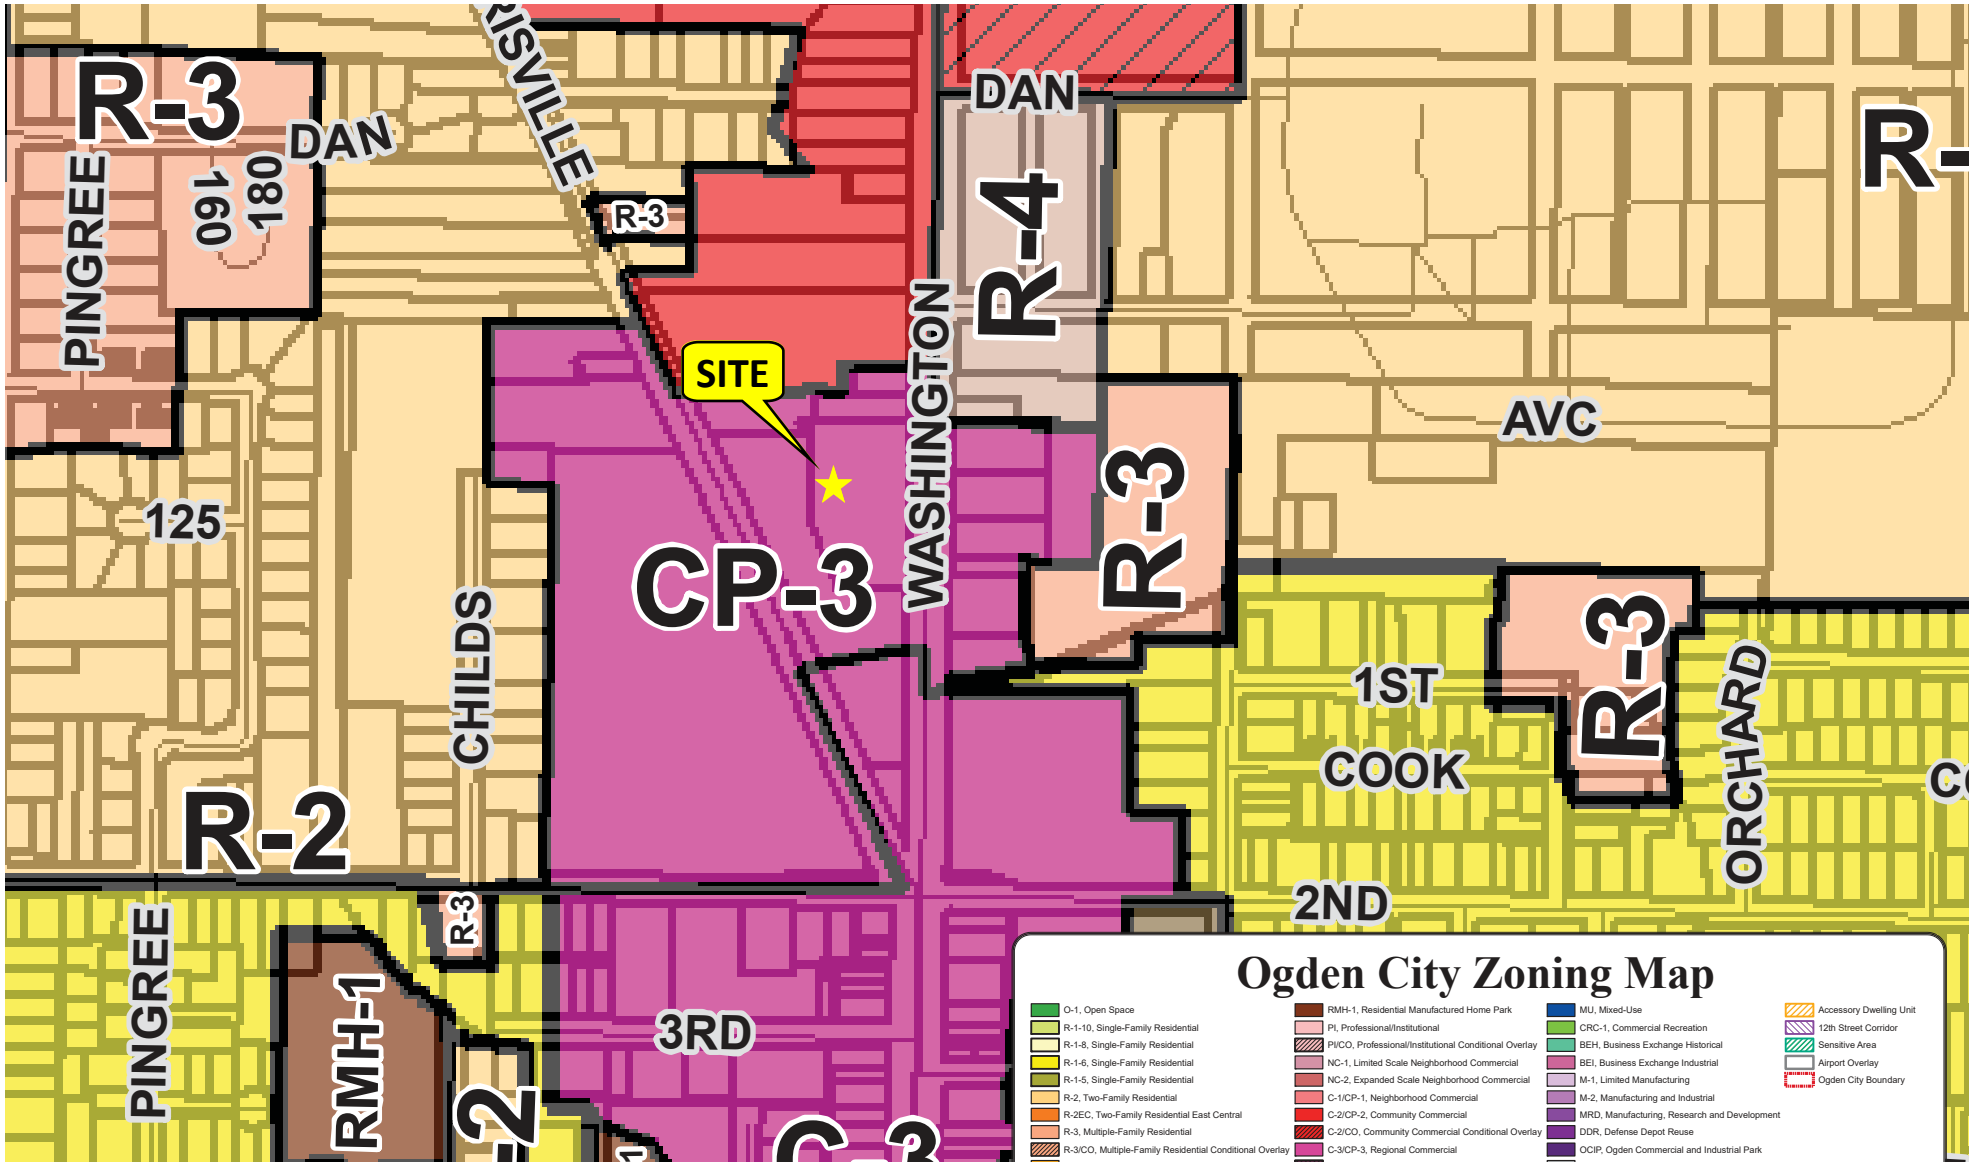 RISVILLE
R-3
DAN
DAN
R-
PINGREE
160
180
R-3
R-4
SITE
WASHINGTON
AVC
R-3
125
CP-3
CHILDS
R-3
1ST
COOK
ORCHARD
CO
R-2
2ND
PINGREE
R-3
RMH-1
3RD
-2
C-3
1
Ogden City Zoning Map
O-1, Open Space
R-1-10, Single-Family Residential
R-1-8, Single-Family Residential
R-1-6, Single-Family Residential
R-1-5, Single-Family Residential
R-2, Two-Family Residential
R-2EC, Two-Family Residential East Central
R-3, Multiple-Family Residential
R-3/CO, Multiple-Family Residential Conditional Overlay
RMH-1, Residential Manufactured Home Park
PI, Professional/Institutional
PI/CO, Professional/Institutional Conditional Overlay
NC-1, Limited Scale Neighborhood Commercial
NC-2, Expanded Scale Neighborhood Commercial
C-1/CP-1, Neighborhood Commercial
C-2/CP-2, Community Commercial
C-2/CO, Community Commercial Conditional Overlay
C-3/CP-3, Regional Commercial
MU, Mixed-Use
CRC-1, Commercial Recreation
BEH, Business Exchange Historical
BEI, Business Exchange Industrial
M-1, Limited Manufacturing
M-2, Manufacturing and Industrial
MRD, Manufacturing, Research and Development
DDR, Defense Depot Reuse
OCIP, Ogden Commercial and Industrial Park
Accessory Dwelling Unit
12th Street Corridor
Sensitive Area
Airport Overlay
Ogden City Boundary